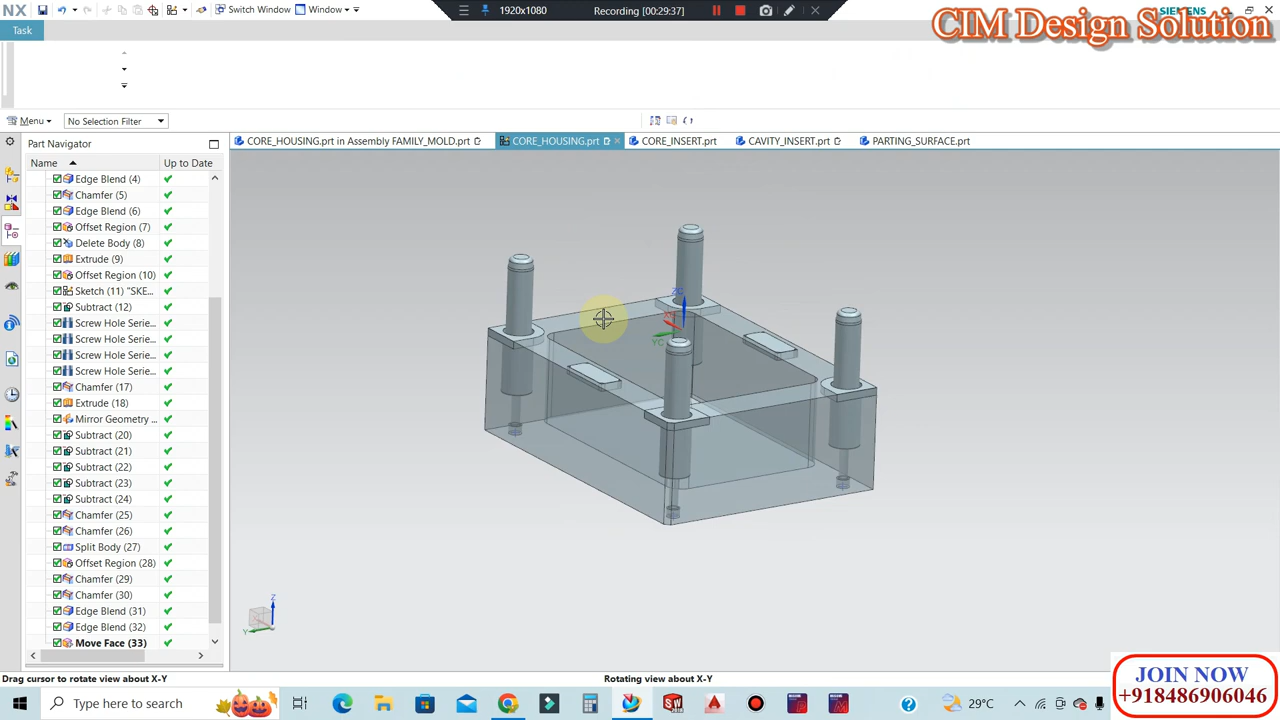 NX
Switch Window
Window
1920x1080
Recording [00:29:37]
SIEMENS
CIM Design Solution
Task
Menu
No Selection Filter
Part Navigator
CORE_HOUSING.prt in Assembly FAMILY_MOLD.prt
CORE_HOUSING.prt
CORE_INSERT.prt
CAVITY_INSERT.prt
PARTING_SURFACE.prt
Name
Up to Date
Edge Blend (4)
Chamfer (5)
Edge Blend (6)
Offset Region (7)
Delete Body (8)
Extrude (9)
Offset Region (10)
Sketch (11) "SKE...
Subtract (12)
Screw Hole Serie...
Screw Hole Serie...
Screw Hole Serie...
Screw Hole Serie...
Chamfer (17)
Extrude (18)
Mirror Geometry ...
Subtract (20)
Subtract (21)
Subtract (22)
Subtract (23)
Subtract (24)
Chamfer (25)
Chamfer (26)
Split Body (27)
Offset Region (28)
Chamfer (29)
Chamfer (30)
Edge Blend (31)
Edge Blend (32)
Move Face (33)
ZC
YC
Z
Y
Drag cursor to rotate view about X-Y
Rotating view about X-Y
JOIN NOW
+918486906046
Type here to search
29°C